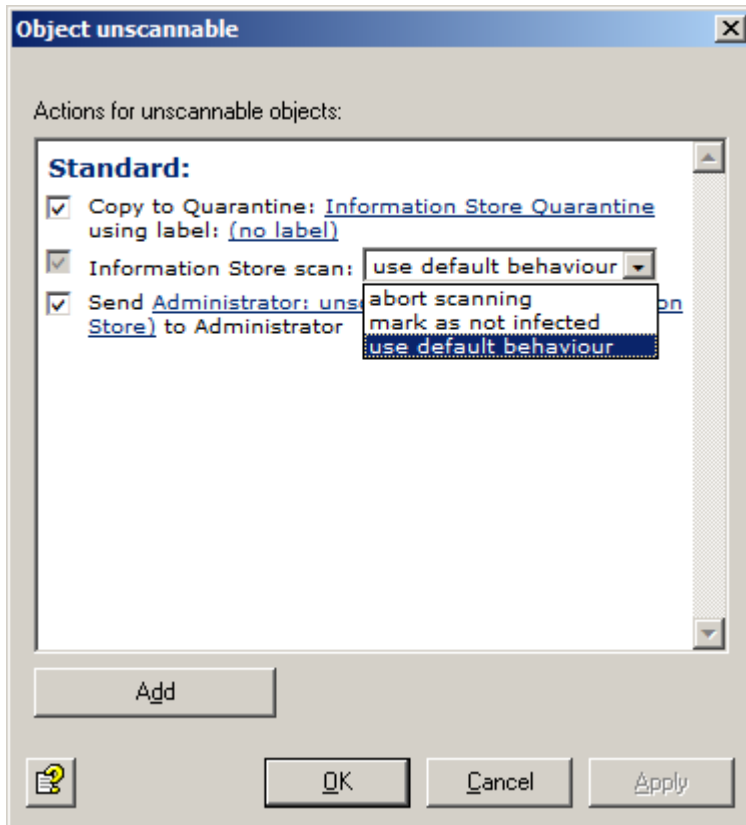 Object unscannable
Actions for unscannable objects:
Standard:
Copy to Quarantine: Information Store Quarantine
using label: (no label)
Information Store scan: use default behaviour
abort scanning
mark as not infected
use default behaviour
Send Administrator: on
Store) to Administrator
Add
OK
Cancel
Apply